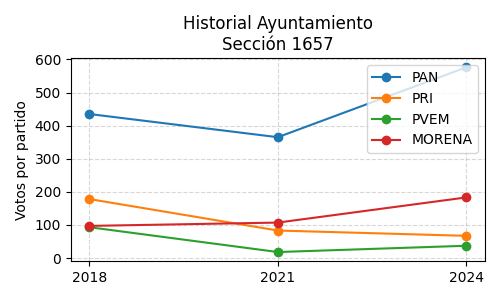 Historial Ayuntamiento
Sección 1657
Votos por partido
600
500
400
300
200
100
0
2018
2021
2024
PAN
PRI
PVEM
MORENA